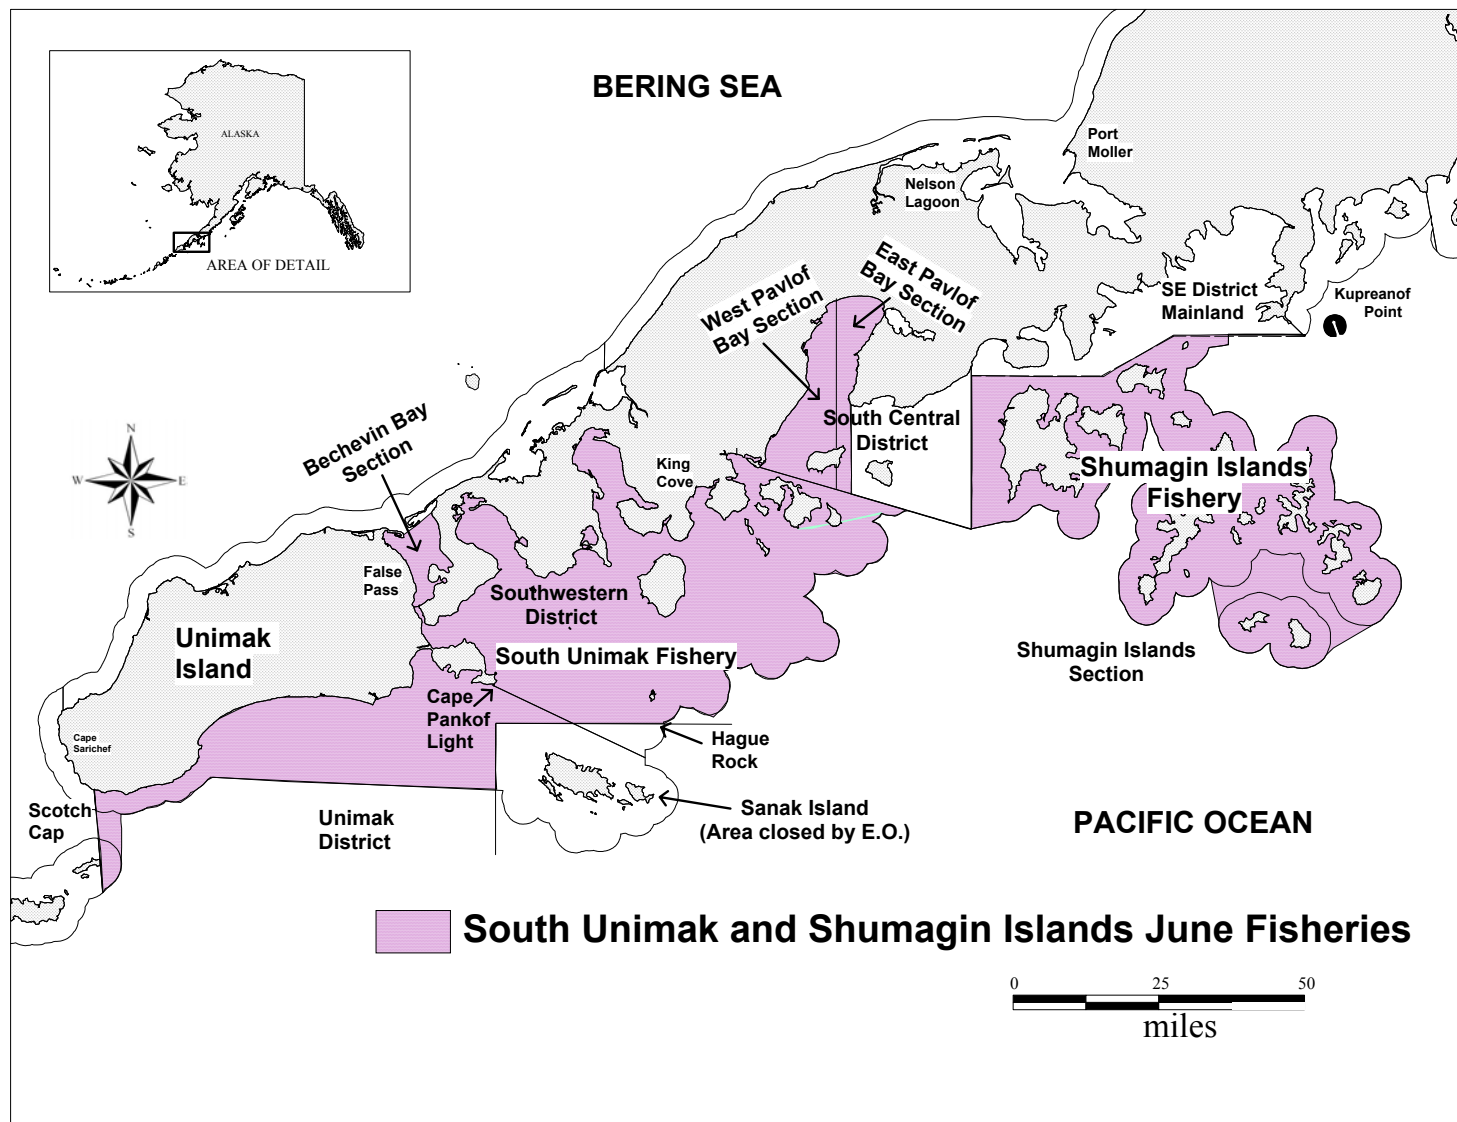 BERING SEA
ALASKA
AREA OF DETAIL
Port
Moller
Nelson
Lagoon
East Pavlof
Bay Section
West Pavlof
Bay Section
SE District
Mainland
Kupreanof
Point
Bechevin Bay
Section
N
W
E
S
South Central
District
King
Cove
Shumagin Islands
Fishery
False
Pass
Southwestern
District
Unimak
Island
South Unimak Fishery
Shumagin Islands
Section
Cape
Pankof
Light
Cape
Sarichef
Hague
Rock
Scotch
Cap
Unimak
District
Sanak Island
(Area closed by E.O.)
PACIFIC OCEAN
South Unimak and Shumagin Islands June Fisheries
0 25 50
miles